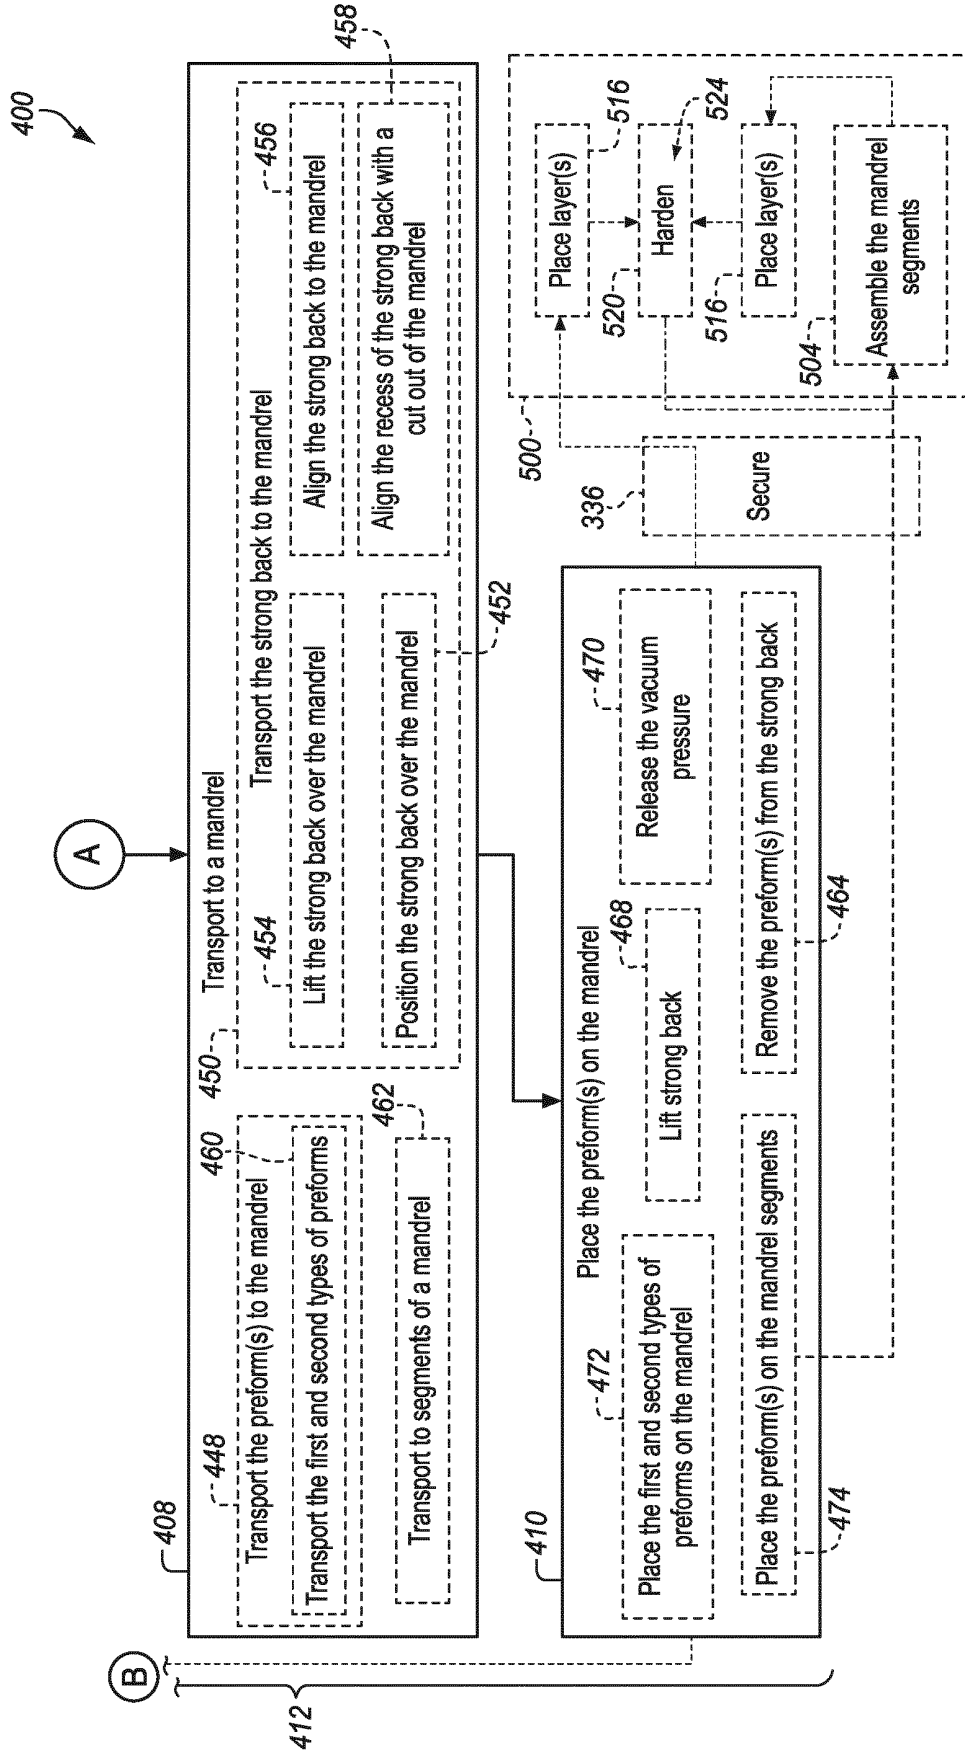 400
A
Transport to a mandrel
408
448
Transport the preform(s) to the mandrel
460
Transport the first and second types of preforms
462
Transport to segments of a mandrel
450
Transport the strong back to the mandrel
454
Lift the strong back over the mandrel
Position the strong back over the mandrel
452
456
Align the strong back to the mandrel
Align the recess of the strong back with a
cut out of the mandrel
458
B
412
410
Place the preform(s) on the mandrel
472
Place the first and second types of
preforms on the mandrel
468
Lift strong back
470
Release the vacuum
pressure
Place the preform(s) on the mandrel segments
474
Remove the preform(s) from the strong back
464
336
Secure
500
Place layer(s)
516
520
Harden
524
516
Place layer(s)
504
Assemble the mandrel
segments